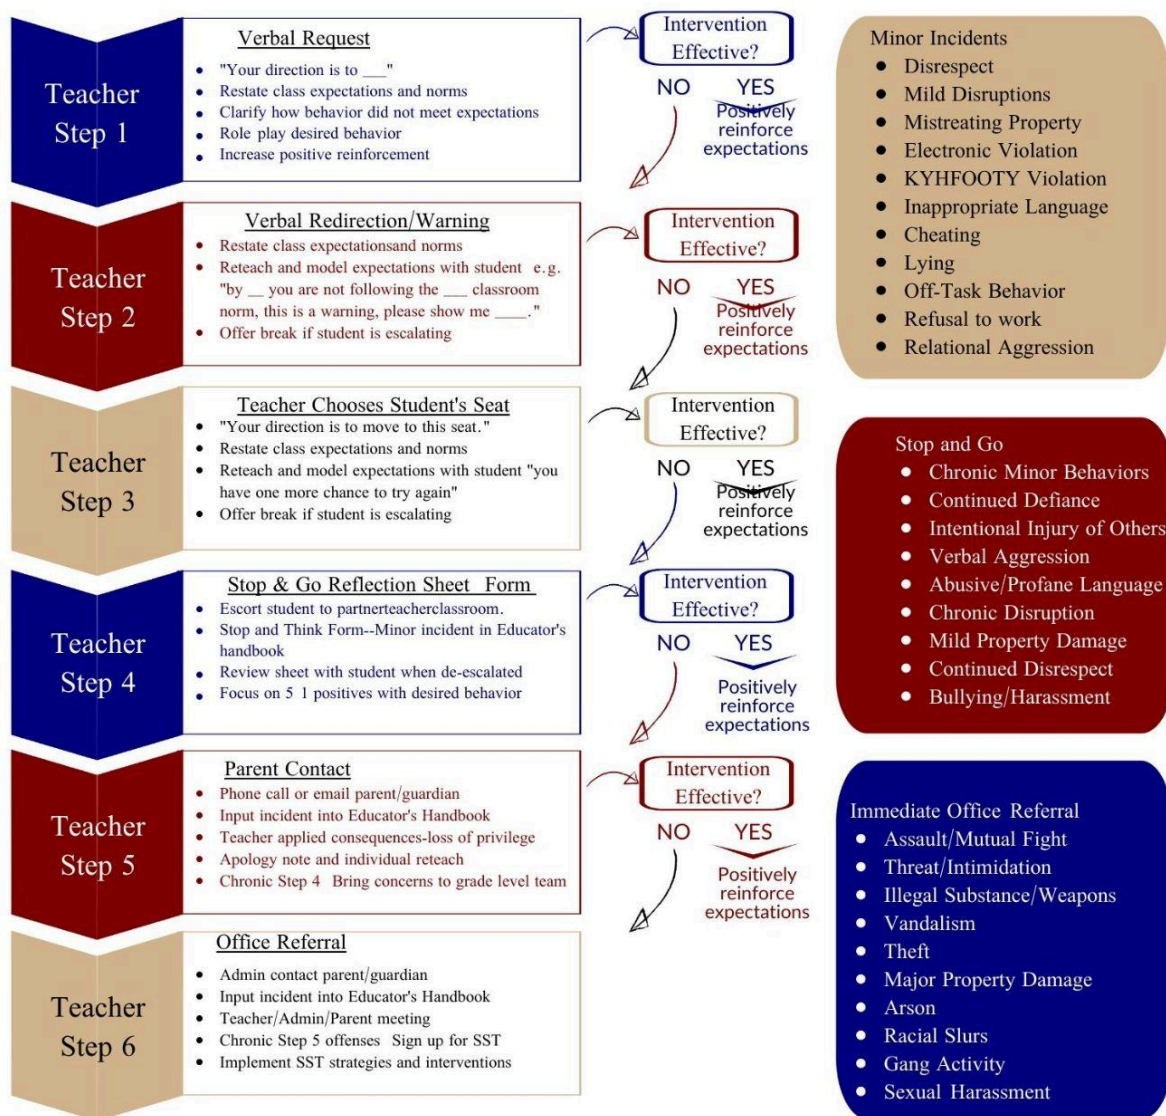 Teacher
Step 1
Verbal Request
"Your direction is to ___"
Restate class expectations and norms
Clarify how behavior did not meet expectations
Role play desired behavior
Increase positive reinforcement
Intervention
Effective?
NO YES
Positively
reinforce
expectations
Teacher
Step 2
Verbal Redirection/Warning
Restate class expectationsand norms
Reteach and model expectations with student e.g.
"by __ you are not following the ___ classroom
norm, this is a warning, please show me ____."
Offer break if student is escalating
Intervention
Effective?
NO YES
Positively
reinforce
expectations
Teacher
Step 3
Teacher Chooses Student's Seat
"Your direction is to move to this seat."
Restate class expectations and norms
Reteach and model expectations with student "you
have one more chance to try again"
Offer break if student is escalating
Intervention
Effective?
NO YES
Positively
reinforce
expectations
Teacher
Step 4
Stop & Go Reflection Sheet Form
Escort student to partnerteacherclassroom.
Stop and Think Form--Minor incident in Educator's
handbook
Review sheet with student when de-escalated
Focus on 5 1 positives with desired behavior
Intervention
Effective?
NO YES
Positively
reinforce
expectations
Teacher
Step 5
Parent Contact
Phone call or email parent/guardian
Input incident into Educator's Handbook
Teacher applied consequences-loss of privilege
Apology note and individual reteach
Chronic Step 4 Bring concerns to grade level team
Intervention
Effective?
NO YES
Positively
reinforce
expectations
Teacher
Step 6
Office Referral
Admin contact parent/guardian
Input incident into Educator's Handbook
Teacher/Admin/Parent meeting
Chronic Step 5 offenses Sign up for SST
Implement SST strategies and interventions
Minor Incidents
Disrespect
Mild Disruptions
Mistreating Property
Electronic Violation
KYHFOOTY Violation
Inappropriate Language
Cheating
Lying
Off-Task Behavior
Refusal to work
Relational Aggression
Stop and Go
Chronic Minor Behaviors
Continued Defiance
Intentional Injury of Others
Verbal Aggression
Abusive/Profane Language
Chronic Disruption
Mild Property Damage
Continued Disrespect
Bullying/Harassment
Immediate Office Referral
Assault/Mutual Fight
Threat/Intimidation
Illegal Substance/Weapons
Vandalism
Theft
Major Property Damage
Arson
Racial Slurs
Gang Activity
Sexual Harassment